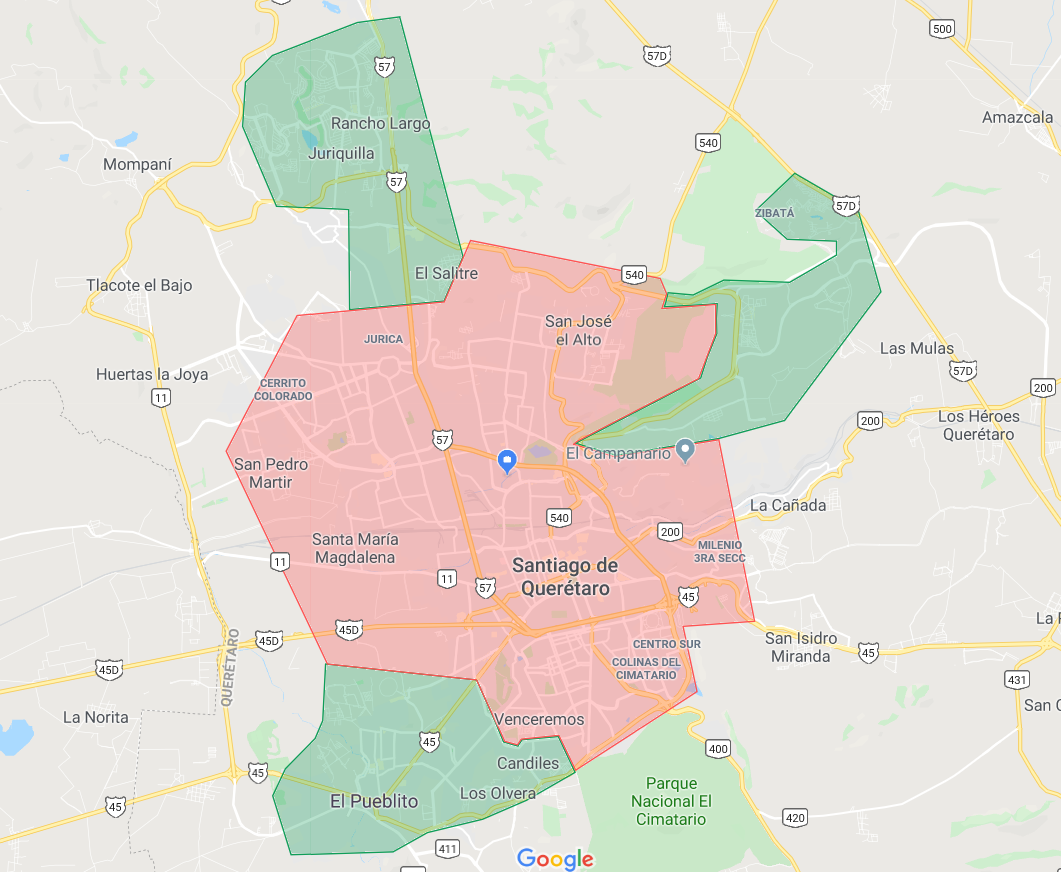 500
57D
57
Amazcala
Rancho Largo
540
Juriquilla
Mompaní
57
ZIBATÁ
57D
El Salitre
540
Tlacote el Bajo
San José
el Alto
JURICA
Las Mulas
Huertas la Joya
57D
CERRITO
COLORADO
200
11
Los Héroes
Querétaro
200
57
El Campanario
San Pedro
Martir
La Cañada
540
200
Santa María
Magdalena
MILENIO
3RA SECC
11
Santiago de
Querétaro
11
57
45
La P
45D
45D
San Isidro
Miranda
CENTRO SUR
45
QUERÉTARO
COLINAS DEL
CIMATARIO
45D
431
San C
La Norita
Venceremos
45
400
Candiles
45
Parque
Nacional El
Cimatario
El Pueblito
Los Olvera
45
420
411
Google